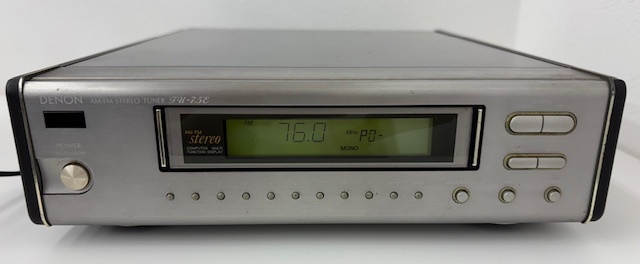 DENON AM-FM STEREO TUNER TU-7.5E
POWER
AM FM
stereo
COMPUTER MULTI
FUNCTION DISPLAY
FM 76.0 MHz P0-
MONO